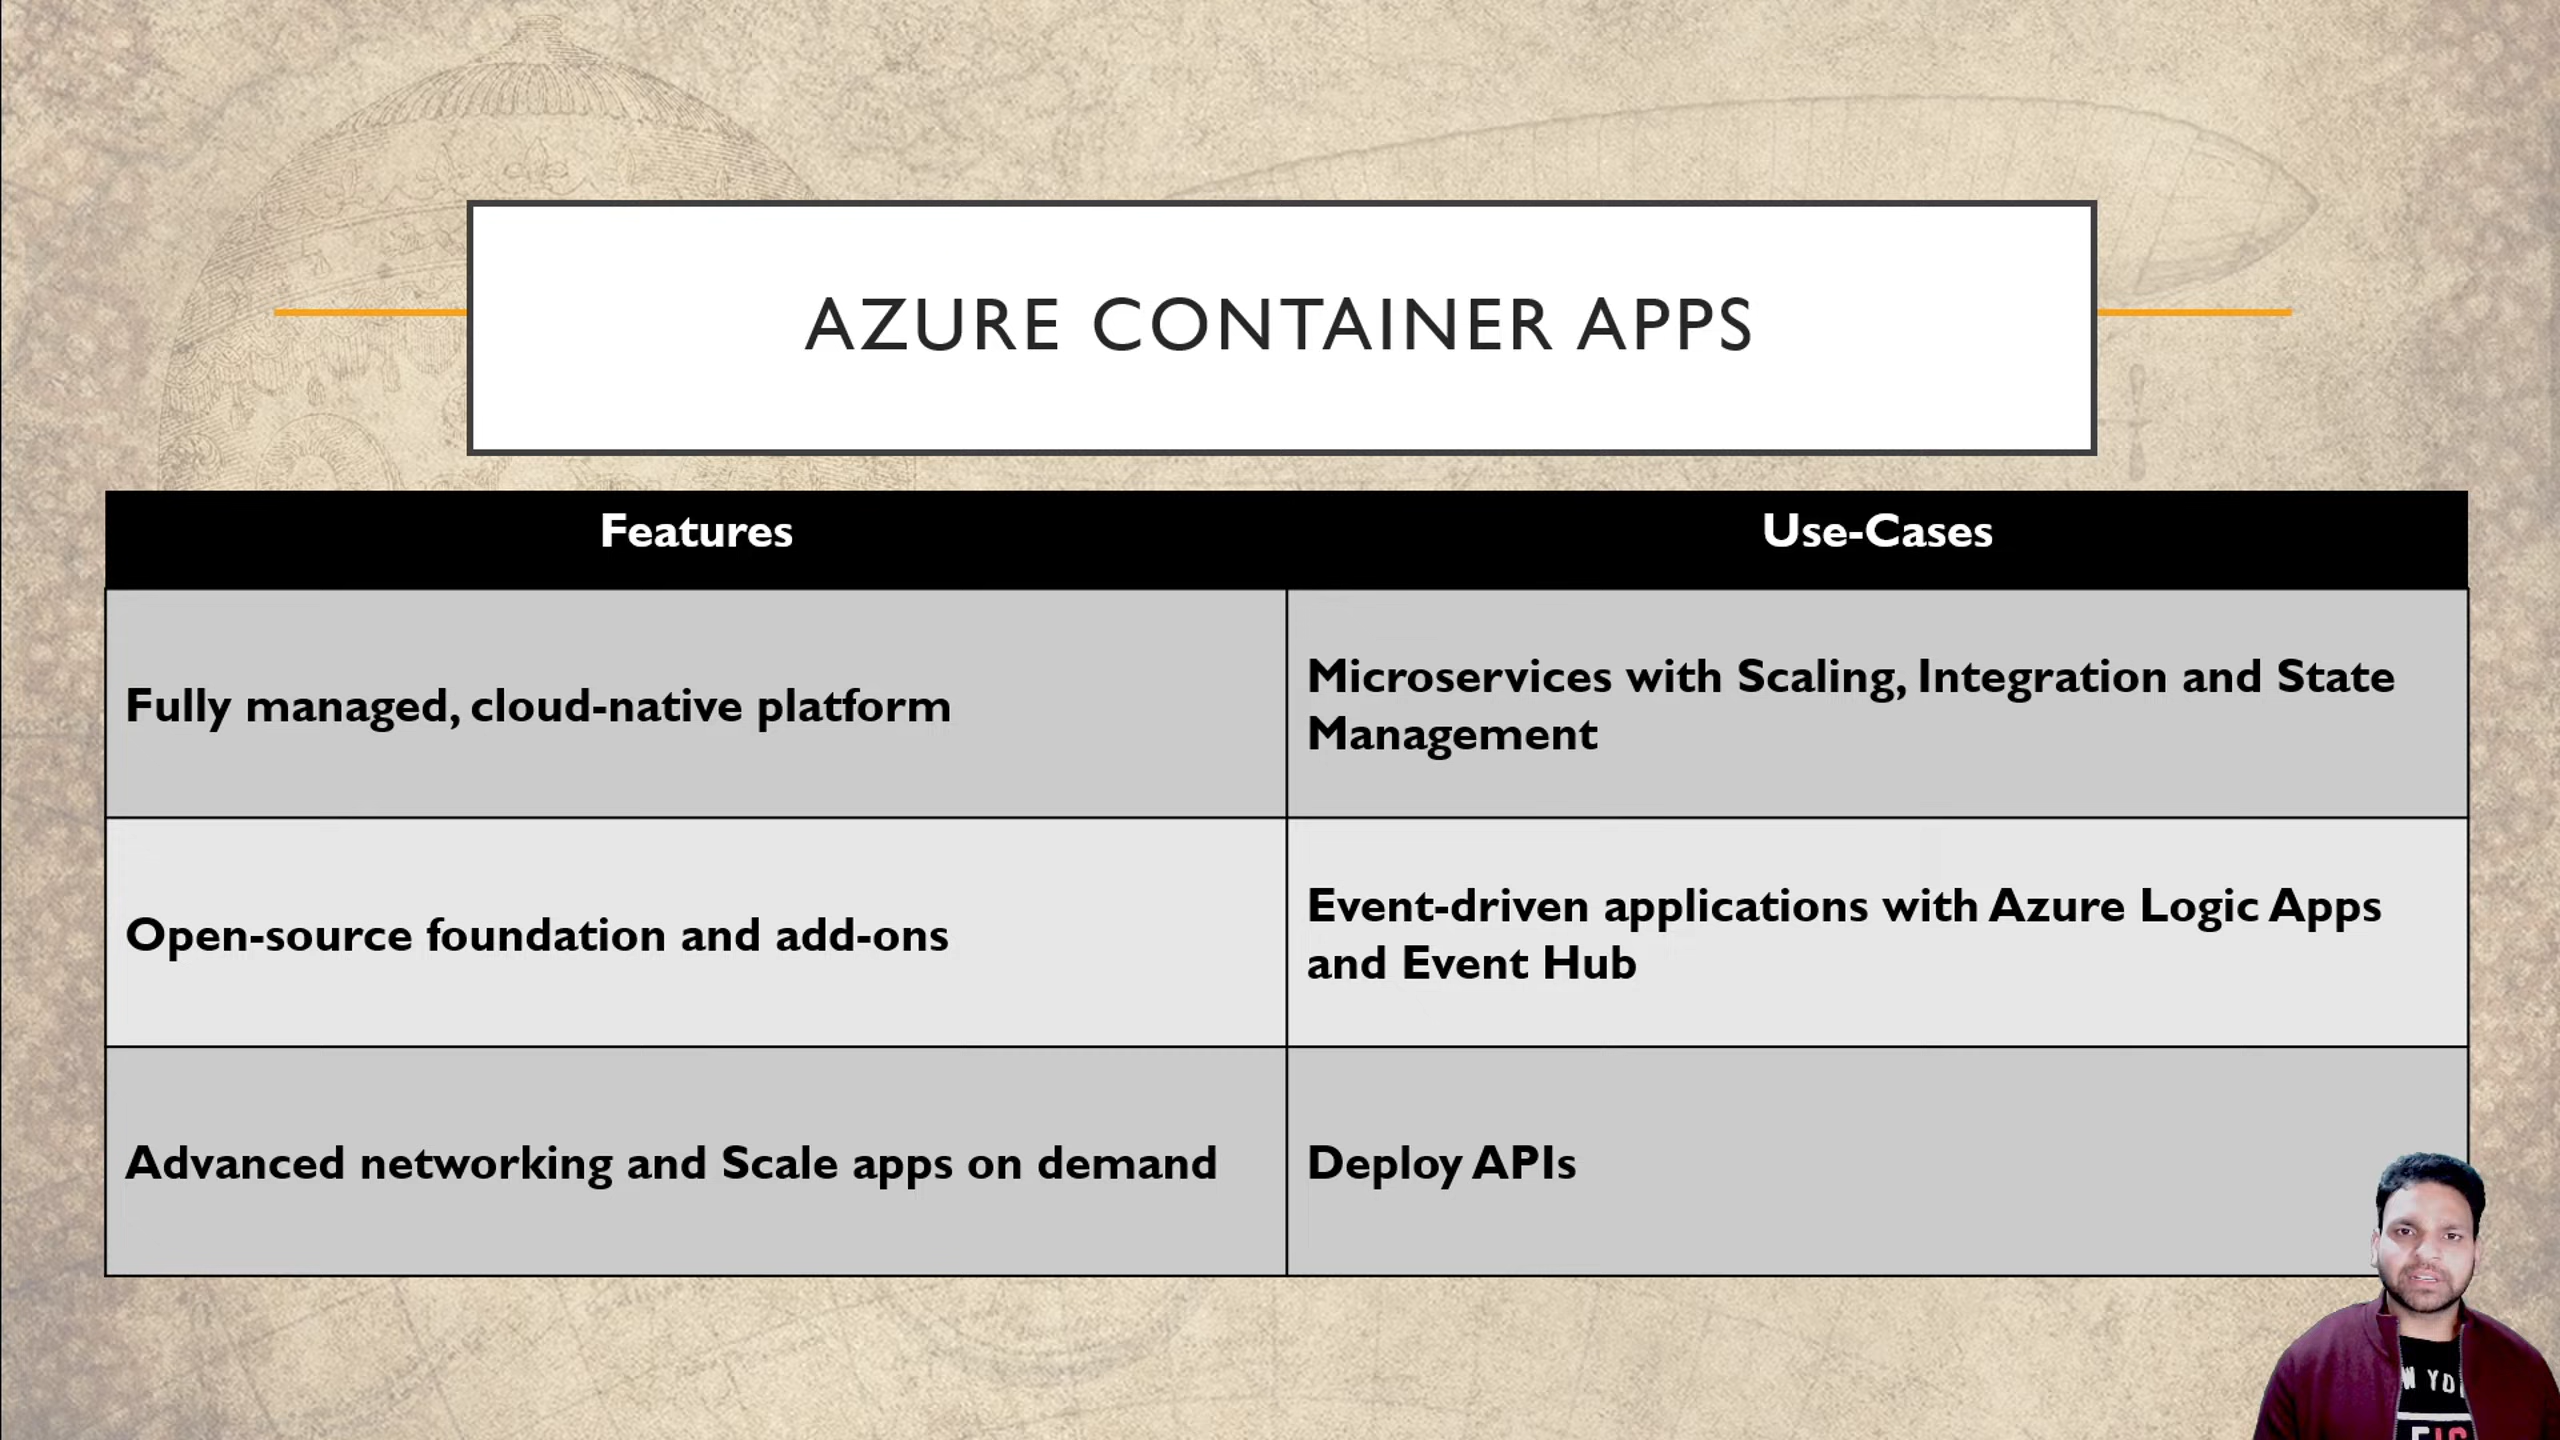 AZURE CONTAINER APPS
Features
Use-Cases
Fully managed, cloud-native platform
Microservices with Scaling, Integration and State
Management
Open-source foundation and add-ons
Event-driven applications with Azure Logic Apps
and Event Hub
Advanced networking and Scale apps on demand
Deploy APIs